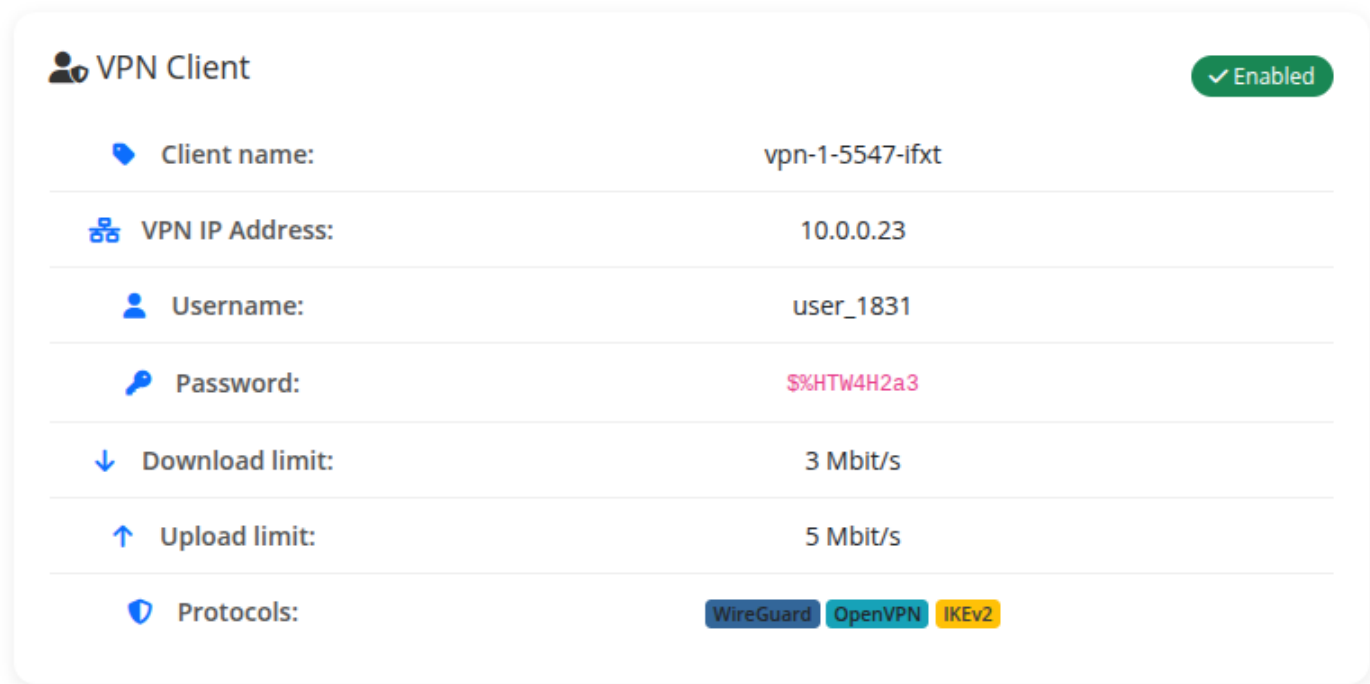 VPN Client
Enabled
Client name: vpn-1-5547-ifxt
VPN IP Address: 10.0.0.23
Username: user_1831
Password: $%HTW4H2a3
Download limit: 3 Mbit/s
Upload limit: 5 Mbit/s
Protocols: WireGuard OpenVPN IKEv2